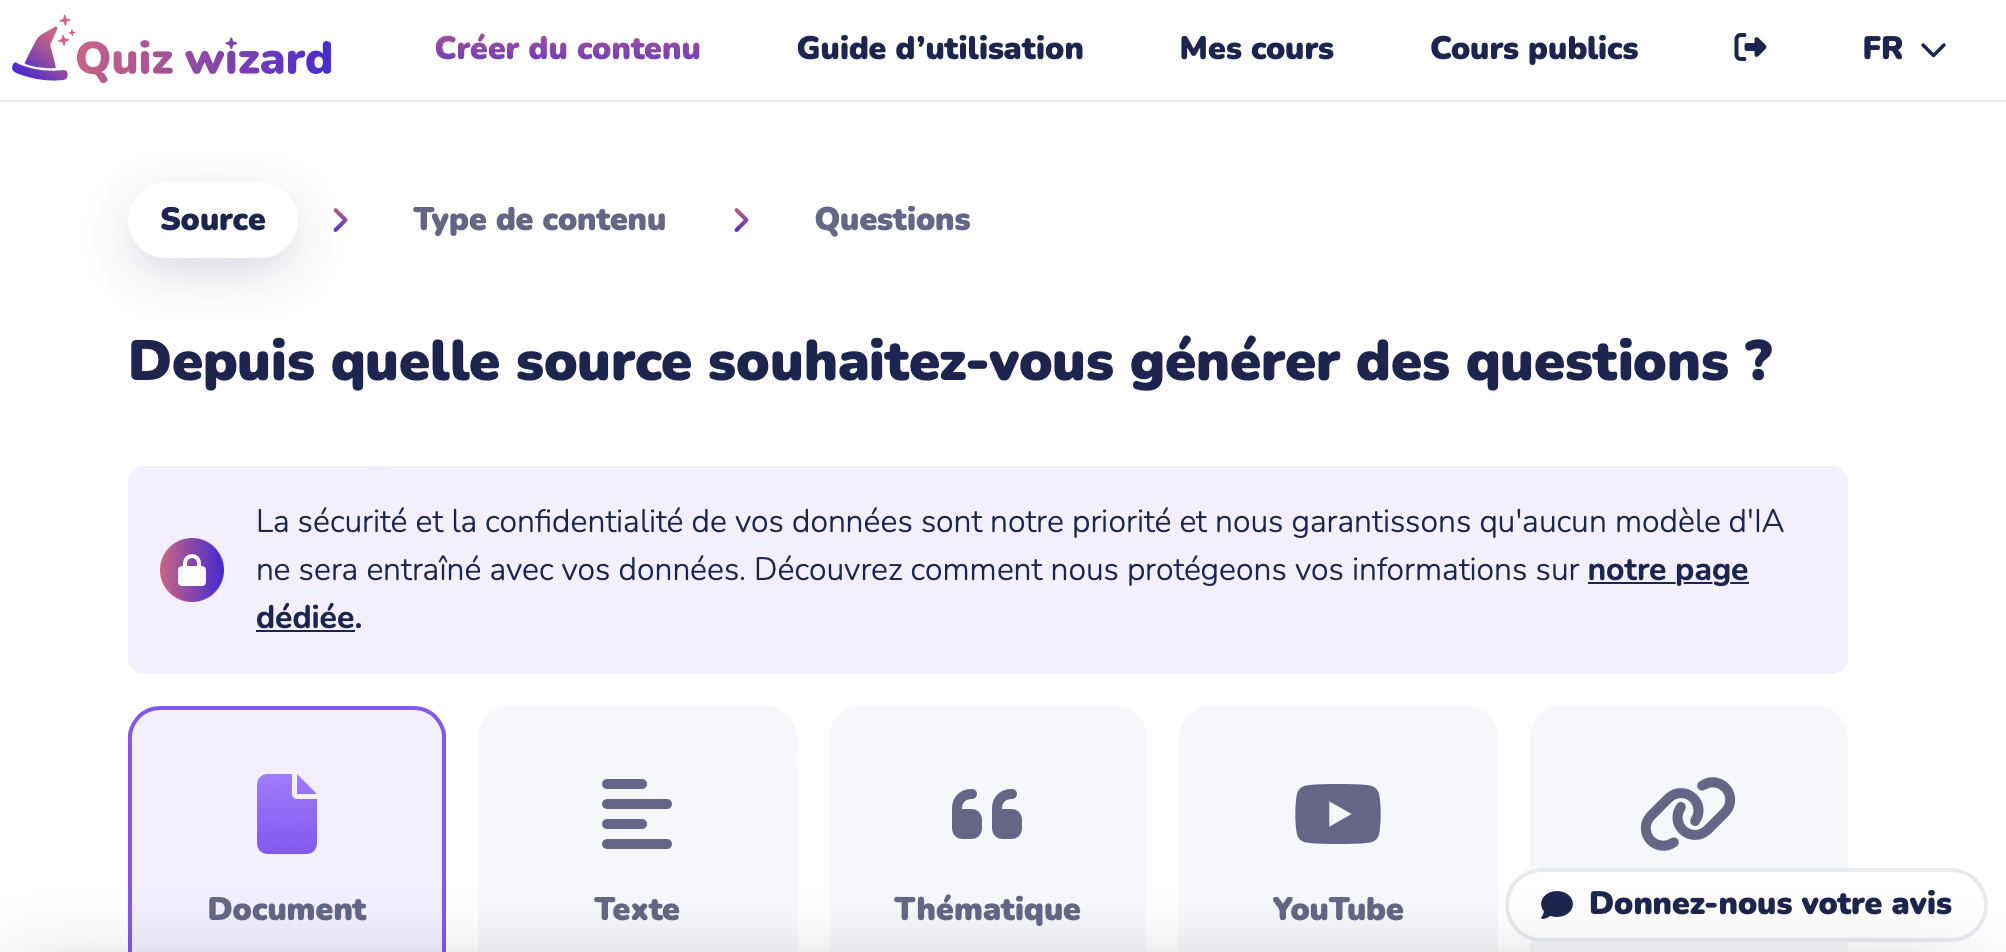 Quiz wizard
Créer du contenu
Guide d’utilisation
Mes cours
Cours publics
FR
Source
Type de contenu
Questions
Depuis quelle source souhaitez-vous générer des questions ?
La sécurité et la confidentialité de vos données sont notre priorité et nous garantissons qu'aucun modèle d'IA
ne sera entraîné avec vos données. Découvrez comment nous protégeons vos informations sur notre page
dédiée.
Document
Texte
Thématique
YouTube
Donnez-nous votre avis